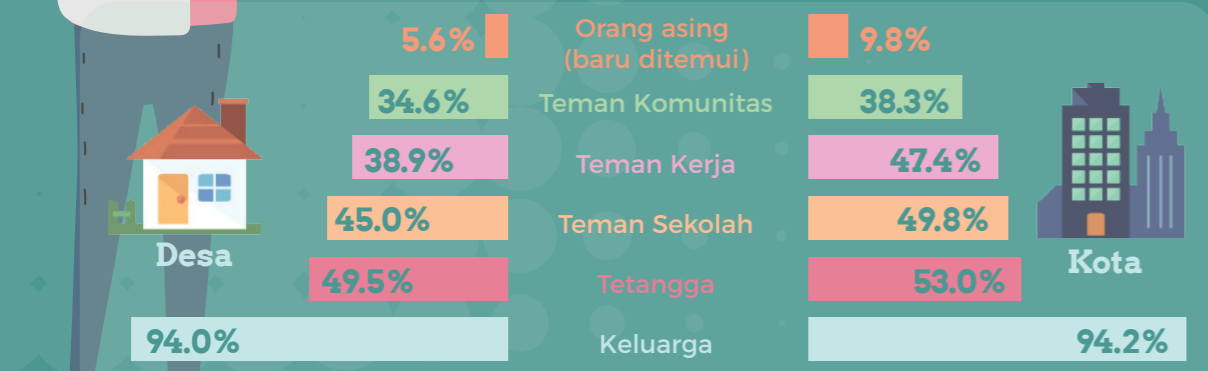 5.6% Orang asing 9.8%
(baru ditemui)
34.6% Teman Komunitas 38.3%
38.9% Teman Kerja 47.4%
45.0% Teman Sekolah 49.8%
Desa Kota
49.5% Tetangga 53.0%
94.0% Keluarga 94.2%